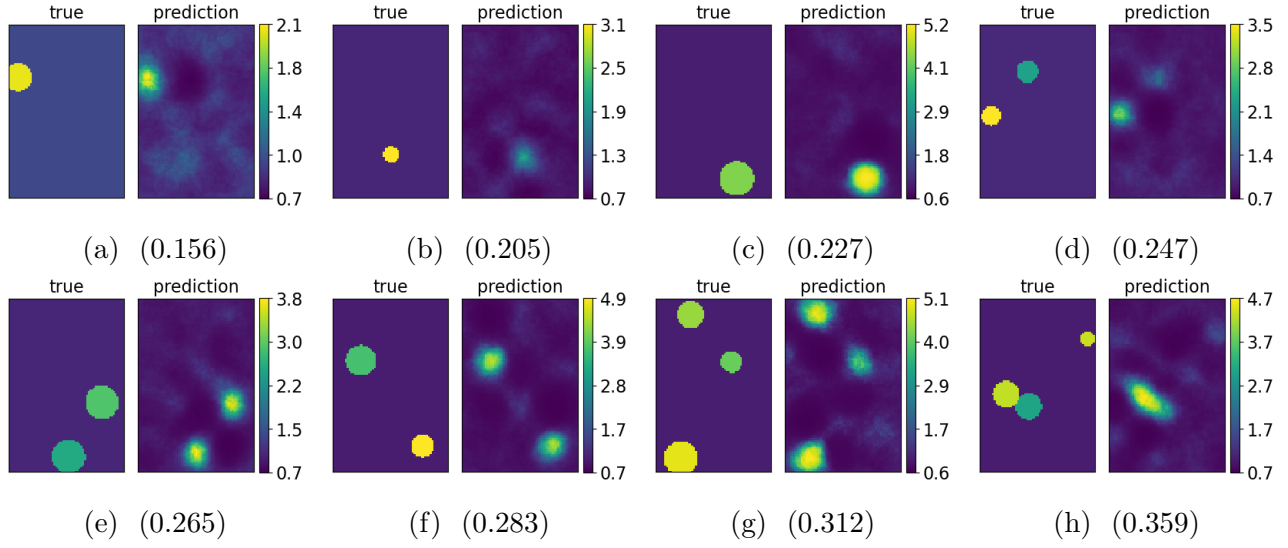 true prediction true prediction true prediction true prediction
2.1 3.1 5.2 3.5
1.8 2.5 4.1 2.7
1.4 1.9 2.9 2.1
1.0 1.3 1.8 1.4
0.7 0.7 0.6 0.7
(a) (0.156) (b) (0.205) (c) (0.227) (d) (0.247)
true prediction true prediction true prediction true prediction
3.8 4.9 5.1 4.7
3.0 3.8 4.0 3.7
2.2 2.8 2.9 2.7
1.5 1.7 1.7 1.7
0.7 0.7 0.6 0.7
(e) (0.265) (f) (0.283) (g) (0.312) (h) (0.359)